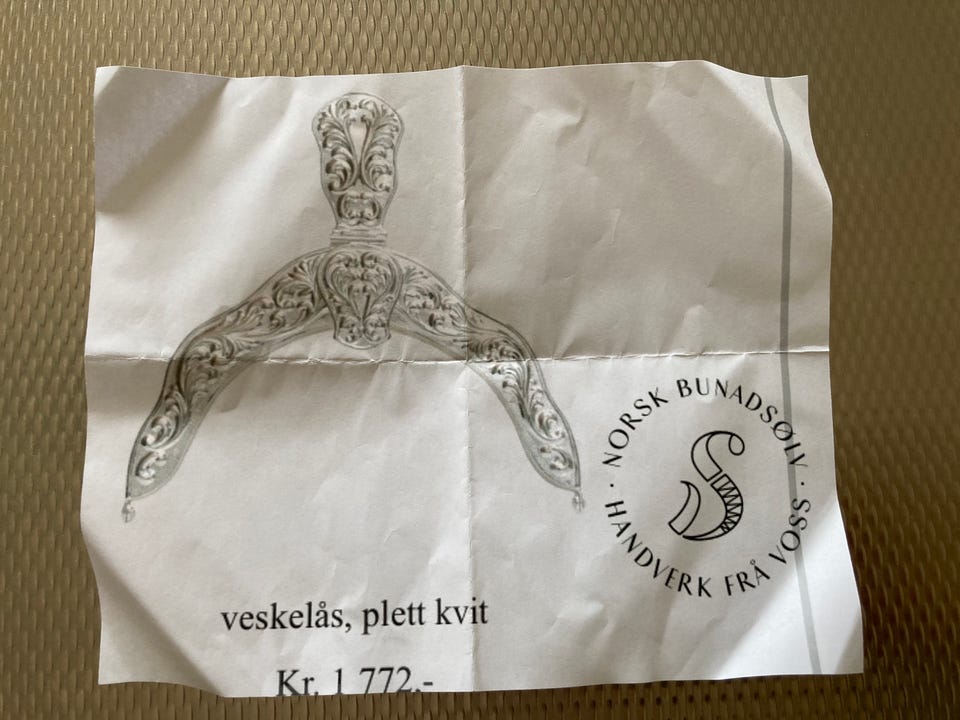 · NORSK BUNADSØLV ·
HANDVERK FRÅ VOSS
veskelås, plett kvit
Kr. 1 772,-